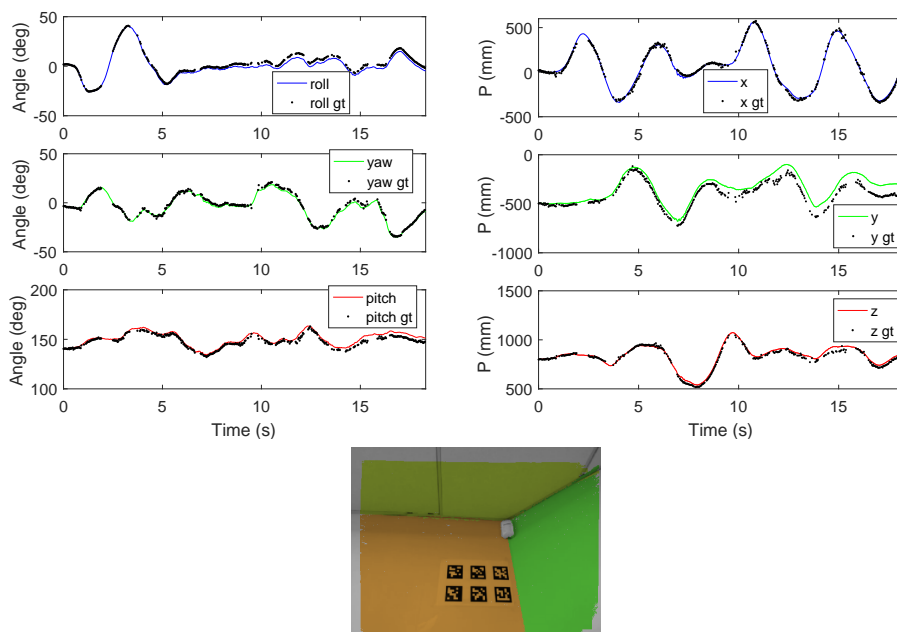 50
0
-50
0 5 10 15
Angle (deg)
roll
roll gt
500
0
-500
0 5 10 15
P (mm)
x
x gt
50
0
-50
0 5 10 15
Angle (deg)
yaw
yaw gt
0
-500
-1000
0 5 10 15
P (mm)
y
y gt
200
150
100
0 5 10 15
Angle (deg)
Time (s)
pitch
pitch gt
1500
1000
500
0 5 10 15
P (mm)
Time (s)
z
z gt